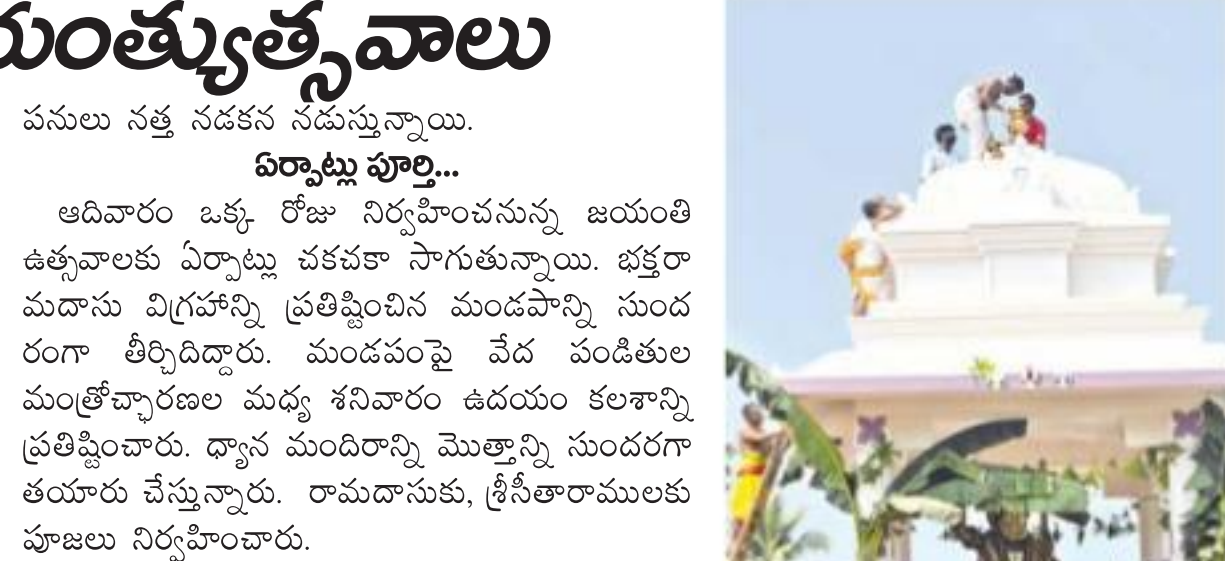 యంత్యుత్సవాలు
పనులు నత్త నడకన నడుస్తున్నాయి.
ఏర్పాట్లు పూర్తి...
ఆదివారం ఒక్క రోజు నిర్వహించనున్న జయంతి
ఉత్సవాలకు ఏర్పాట్లు చకచకా సాగుతున్నాయి. భక్తరా
మదాసు విగ్రహాన్ని ప్రతిష్టించిన మండపాన్ని సుంద
రంగా తీర్చిదిద్దారు. మండపంపై వేద పండితుల
మంత్రోచ్ఛారణల మధ్య శనివారం ఉదయం కలశాన్ని
ప్రతిష్టించారు. ధ్యాన మందిరాన్ని మొత్తాన్ని సుందరగా
తయారు చేస్తున్నారు. రామదాసుకు, శ్రీసీతారాములకు
పూజలు నిర్వహించారు.